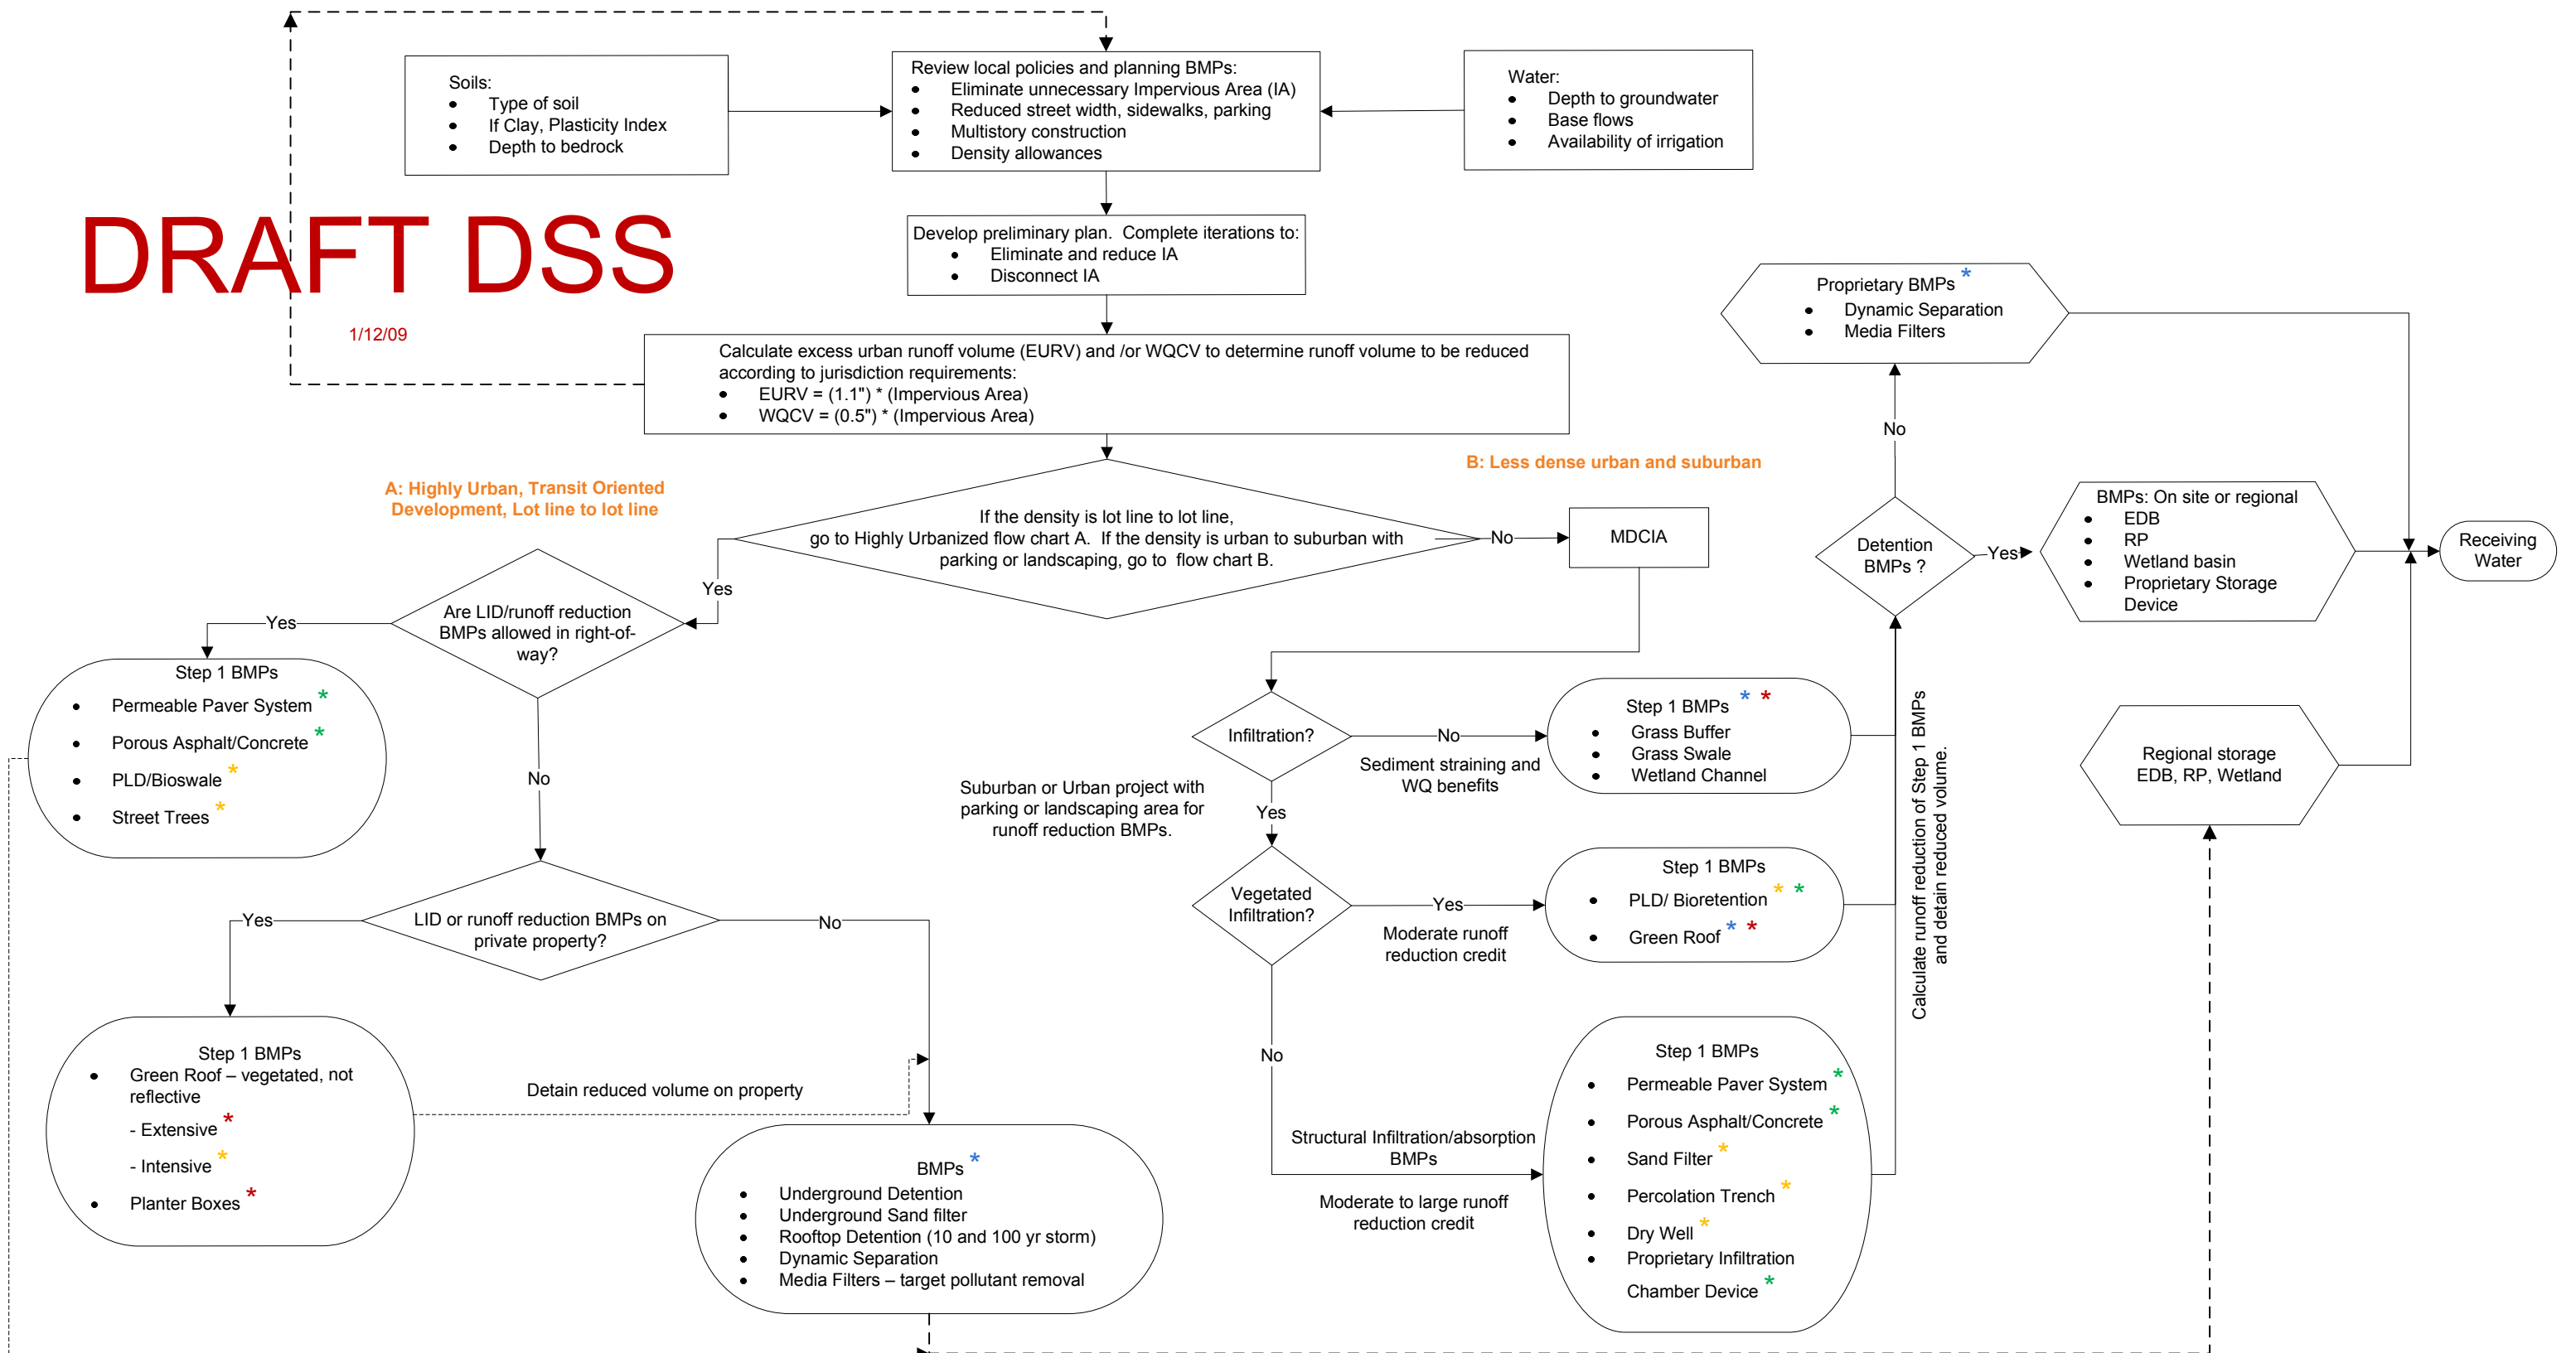 Soils:
• Type of soil
• If Clay, Plasticity Index
• Depth to bedrock
Review local policies and planning BMPs:
• Eliminate unnecessary Impervious Area (IA)
• Reduced street width, sidewalks, parking
• Multistory construction
• Density allowances
Water:
• Depth to groundwater
• Base flows
• Availability of irrigation
DRAFT DSS
1/12/09
Develop preliminary plan. Complete iterations to:
• Eliminate and reduce IA
• Disconnect IA
Calculate excess urban runoff volume (EURV) and /or WQCV to determine runoff volume to be reduced
according to jurisdiction requirements:
• EURV = (1.1") * (Impervious Area)
• WQCV = (0.5") * (Impervious Area)
A: Highly Urban, Transit Oriented
Development, Lot line to lot line
B: Less dense urban and suburban
If the density is lot line to lot line,
go to Highly Urbanized flow chart A. If the density is urban to suburban with
parking or landscaping, go to flow chart B.
Yes
No
MDCIA
Are LID/runoff reduction
BMPs allowed in right-of-
way?
Yes
No
Step 1 BMPs
• Permeable Paver System *
• Porous Asphalt/Concrete *
• PLD/Bioswale *
• Street Trees *
LID or runoff reduction BMPs on
private property?
Yes
No
Step 1 BMPs
• Green Roof – vegetated, not
reflective
- Extensive *
- Intensive *
• Planter Boxes *
Detain reduced volume on property
BMPs *
• Underground Detention
• Underground Sand filter
• Rooftop Detention (10 and 100 yr storm)
• Dynamic Separation
• Media Filters – target pollutant removal
Suburban or Urban project with
parking or landscaping area for
runoff reduction BMPs.
Infiltration?
No
Sediment straining and
WQ benefits
Yes
Step 1 BMPs * *
• Grass Buffer
• Grass Swale
• Wetland Channel
Vegetated
Infiltration?
Yes
Moderate runoff
reduction credit
No
Step 1 BMPs
• PLD/ Bioretention * *
• Green Roof * *
Structural Infiltration/absorption
BMPs
Moderate to large runoff
reduction credit
Step 1 BMPs
• Permeable Paver System *
• Porous Asphalt/Concrete *
• Sand Filter *
• Percolation Trench *
• Dry Well *
• Proprietary Infiltration
Chamber Device *
Calculate runoff reduction of Step 1 BMPs
and detain reduced volume.
Detention
BMPs ?
No
Yes
Proprietary BMPs *
• Dynamic Separation
• Media Filters
BMPs: On site or regional
• EDB
• RP
• Wetland basin
• Proprietary Storage
Device
Receiving
Water
Regional storage
EDB, RP, Wetland